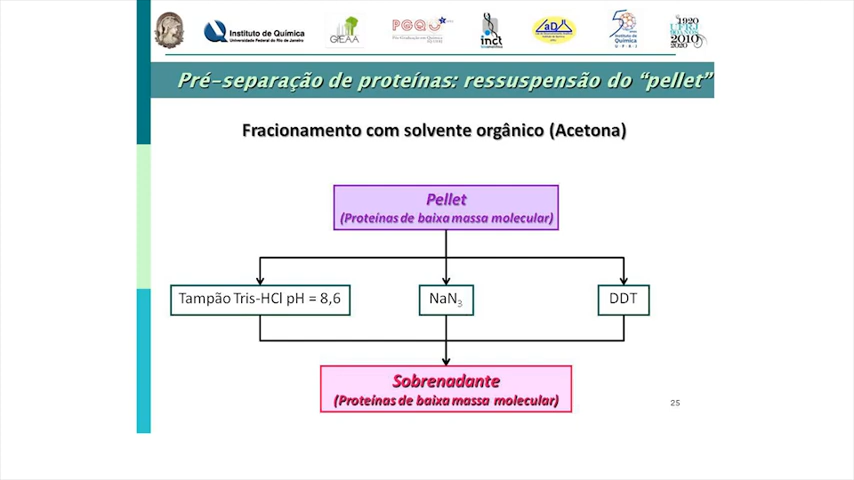 Instituto de Química
Universidade Federal do Rio de Janeiro
GIEAA
PGQU
inct
LaD
Instituto de
Química
UFRJ
1920
UFRJ
2010
2020
Pré-separação de proteínas: ressuspensão do “pellet”
Fracionamento com solvente orgânico (Acetona)
Pellet
(Proteínas de baixa massa molecular)
Tampão Tris-HCl pH = 8,6
NaN₃
DDT
Sobrenadante
(Proteínas de baixa massa molecular)
25